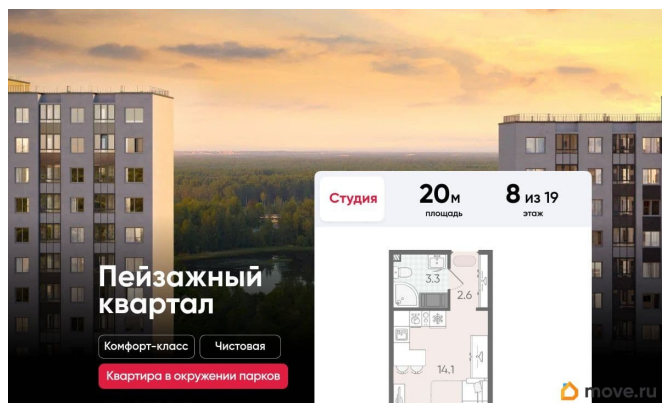 Студия
20м
площадь
8 из 19
этаж
Пейзажный
квартал
Комфорт-класс
Чистовая
Квартира в окружении парков
3.3
2.6
14.1
move.ru